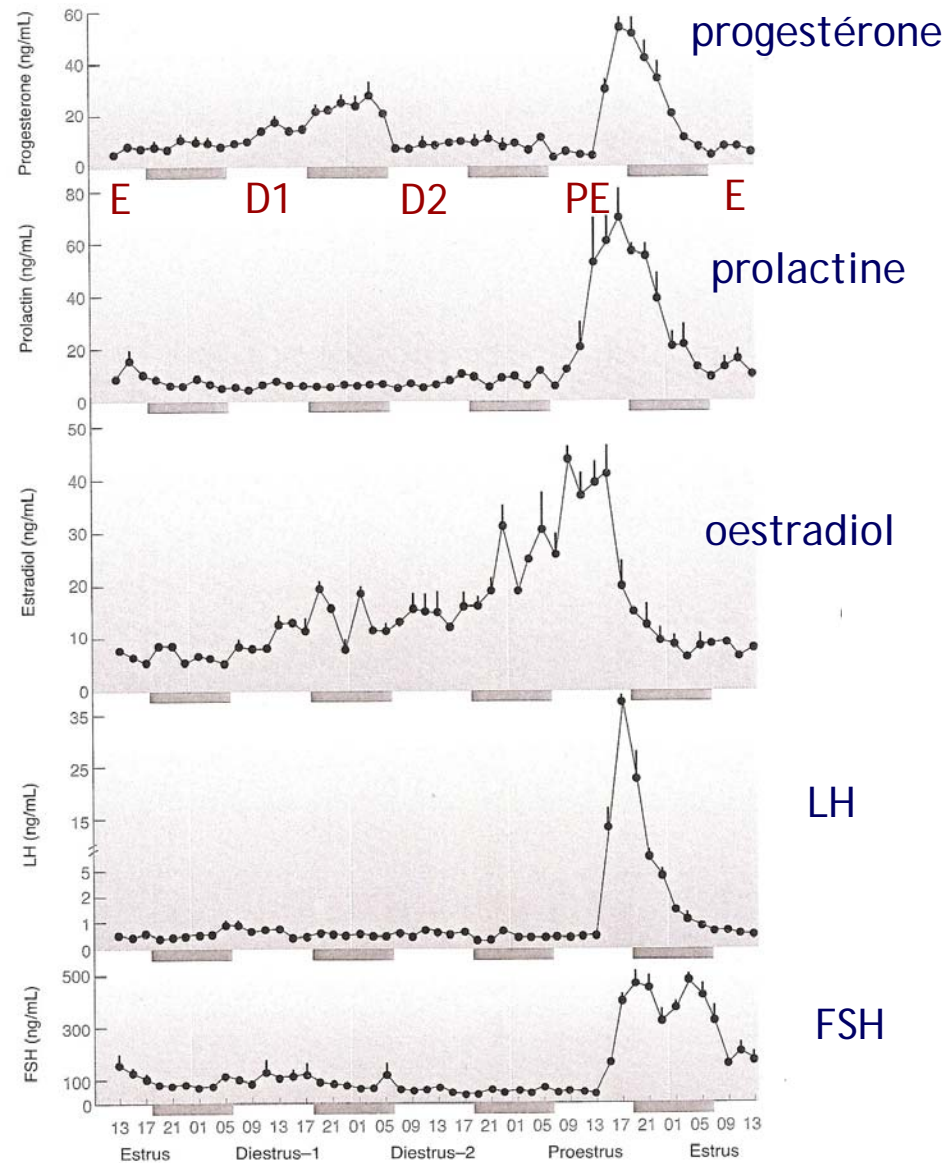 progestérone
Progesterone (ng/mL)
60
40
20
0
E D1 D2 PE E
prolactine
Prolactin (ng/mL)
80
60
40
20
0
oestradiol
Estradiol (ng/mL)
50
40
30
20
10
0
LH
LH (ng/mL)
35
25
15
5
2
1
0
FSH
FSH (ng/mL)
500
300
100
0
13 17 21 01 05 09 13 17 21 01 05 09 13 17 21 01 05 09 13 17 21 01 05 09 13
Estrus Diestrus–1 Diestrus–2 Proestrus Estrus